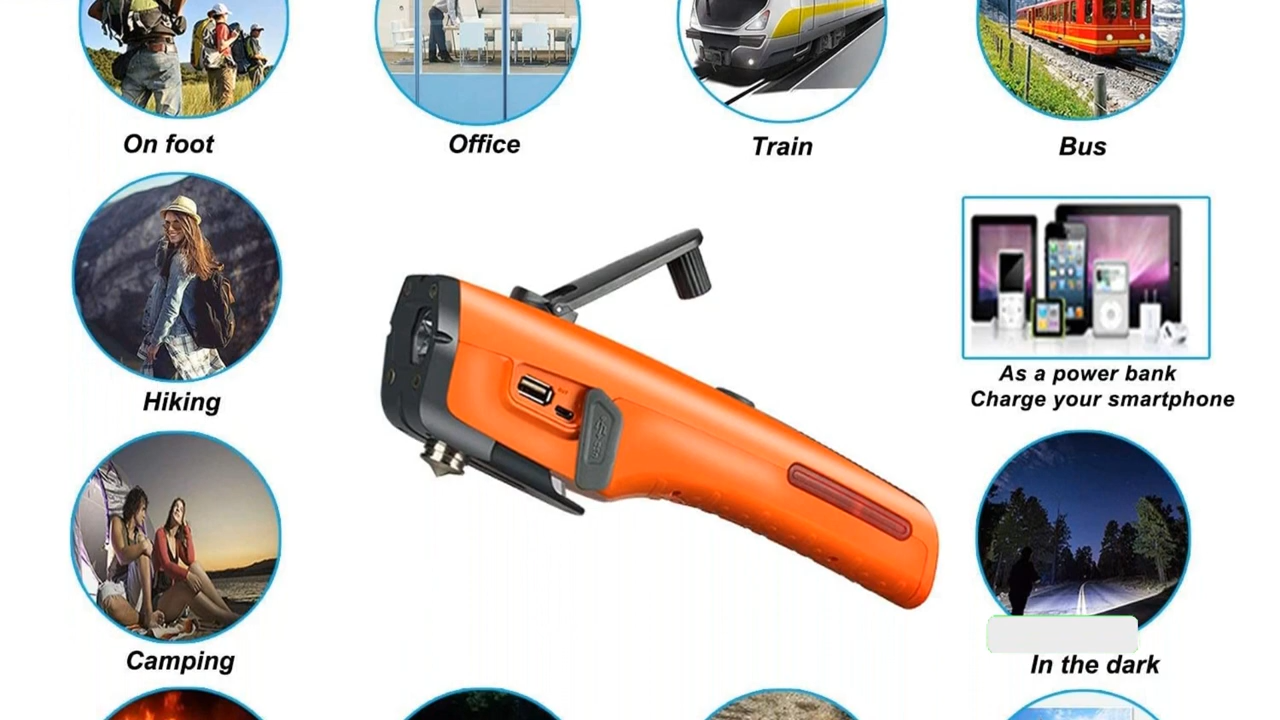 On foot
Office
Train
Bus
Hiking
As a power bank
Charge your smartphone
Camping
In the dark